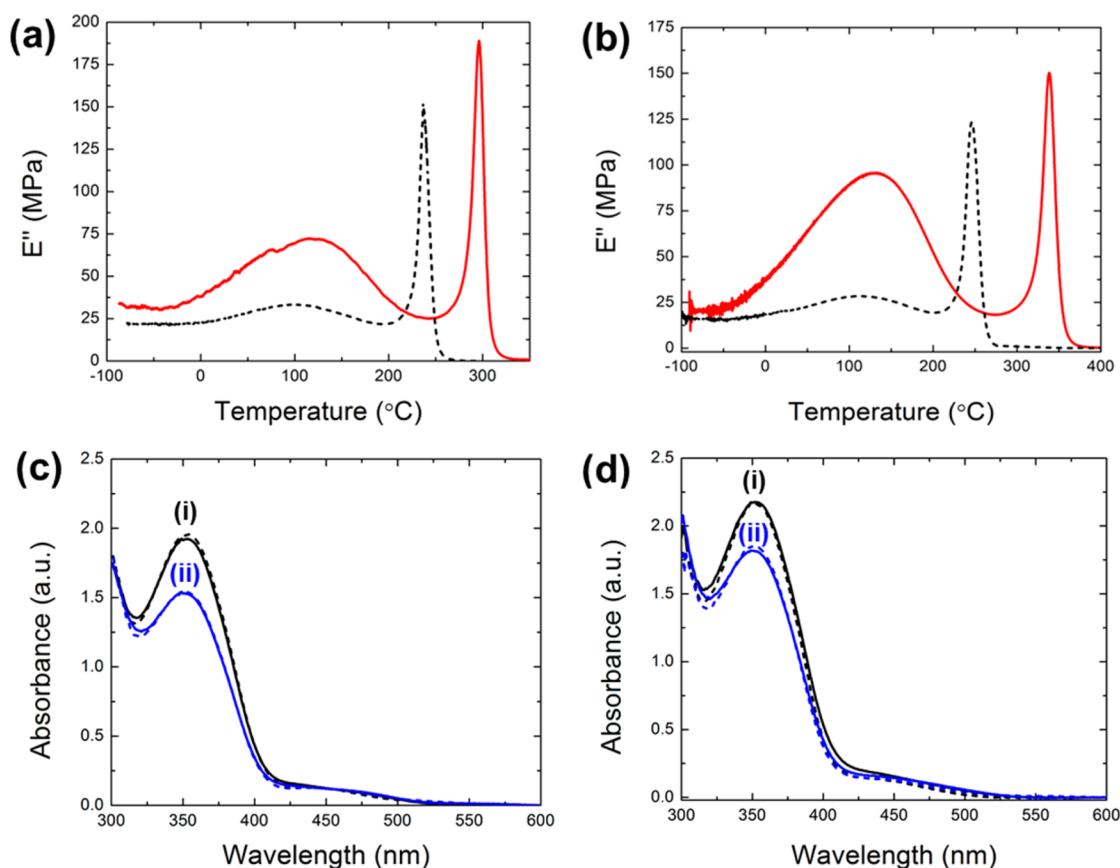 (a)
200
175
150
125
100
75
50
25
0
E'' (MPa)
-100 0 100 200 300
Temperature (°C)
(b)
175
150
125
100
75
50
25
0
E'' (MPa)
-100 0 100 200 300 400
Temperature (°C)
(c)
2.5
2.0
1.5
1.0
0.5
0.0
Absorbance (a.u.)
(i)
(ii)
300 350 400 450 500 550 600
Wavelength (nm)
(d)
2.5
2.0
1.5
1.0
0.5
0.0
Absorbance (a.u.)
(i)
(ii)
300 350 400 450 500 550 600
Wavelength (nm)